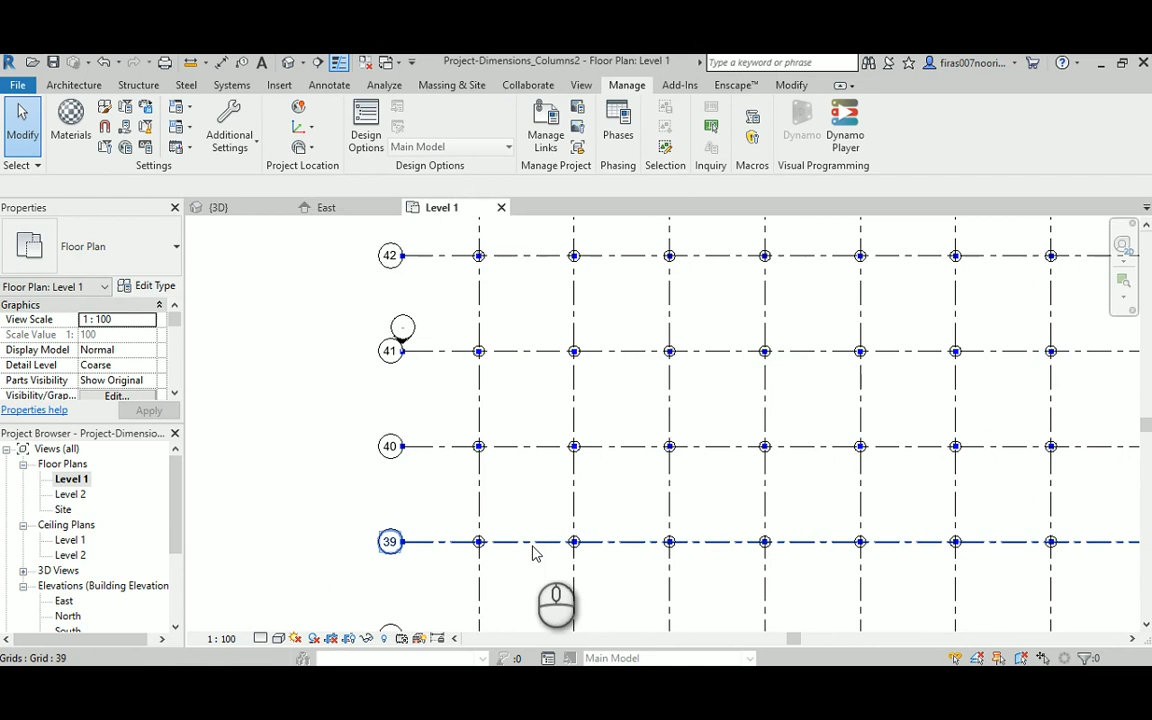 Project-Dimensions_Columns2 - Floor Plan: Level 1
Type a keyword or phrase
firas007noori...
File
Architecture
Structure
Steel
Systems
Insert
Annotate
Analyze
Massing & Site
Collaborate
View
Manage
Add-Ins
Enscape™
Modify
Modify
Materials
Additional
Settings
Design
Options
Main Model
Manage
Links
Phases
Dynamo
Dynamo
Player
Select
Settings
Project Location
Design Options
Manage Project
Phasing
Selection
Inquiry
Macros
Visual Programming
Properties
{3D}
East
Level 1
Floor Plan
Floor Plan: Level 1
Edit Type
Graphics
View Scale
1 : 100
Scale Value 1:
100
Display Model
Normal
Detail Level
Coarse
Parts Visibility
Show Original
Visibility/Grap...
Edit...
Properties help
Apply
Project Browser - Project-Dimensio...
Views (all)
Floor Plans
Level 1
Level 2
Site
Ceiling Plans
Level 1
Level 2
3D Views
Elevations (Building Elevation
East
North
South
42
41
40
39
2D
1 : 100
Grids : Grid : 39
:0
Main Model
:0